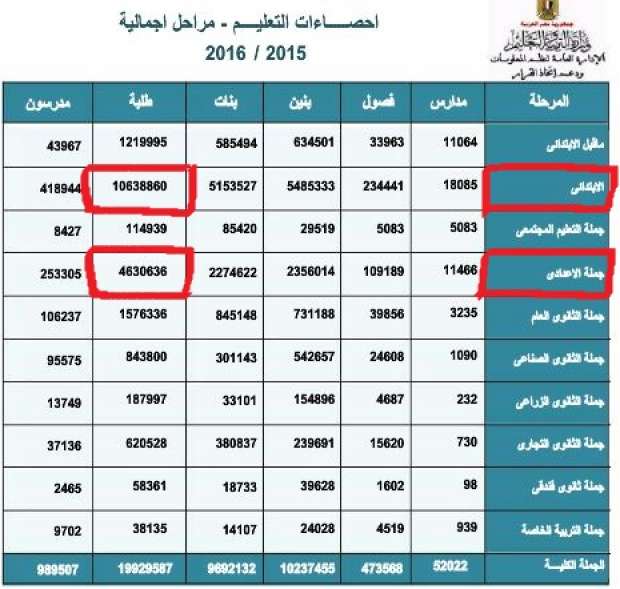 احصاءات التعليم - مراحل اجمالية
2015 / 2016
جمهورية مصر العربية
وزارة التربية والتعليم
الإدارة العامة لنظم المعلومات
ودعم إتخاذ القرار
المرحلة مدارس فصول بنين بنات طلبة مدرسون
ماقبل الابتدائى 11064 33963 634501 585494 1219995 43967
الابتدائى 18085 234441 5485333 5153527 10638860 418944
جملة التعليم المجتمعى 5083 5083 29519 85420 114939 8427
جملة الاعدادى 11466 109189 2356014 2274622 4630636 253305
جملة الثانوى العام 3235 39856 731188 845148 1576336 106237
جملة الثانوى الصناعى 1090 24608 542657 301143 843800 95575
جملة الثانوى الزراعى 232 4687 154896 33101 187997 13749
جملة الثانوى التجارى 730 15620 239691 380837 620528 37136
جملة ثانوى فندقى 98 1602 39628 18733 58361 2465
جملة التربية الخاصة 939 4519 24028 14107 38135 9702
الجملة الكلية 52022 473568 10237455 9692132 19929587 989507